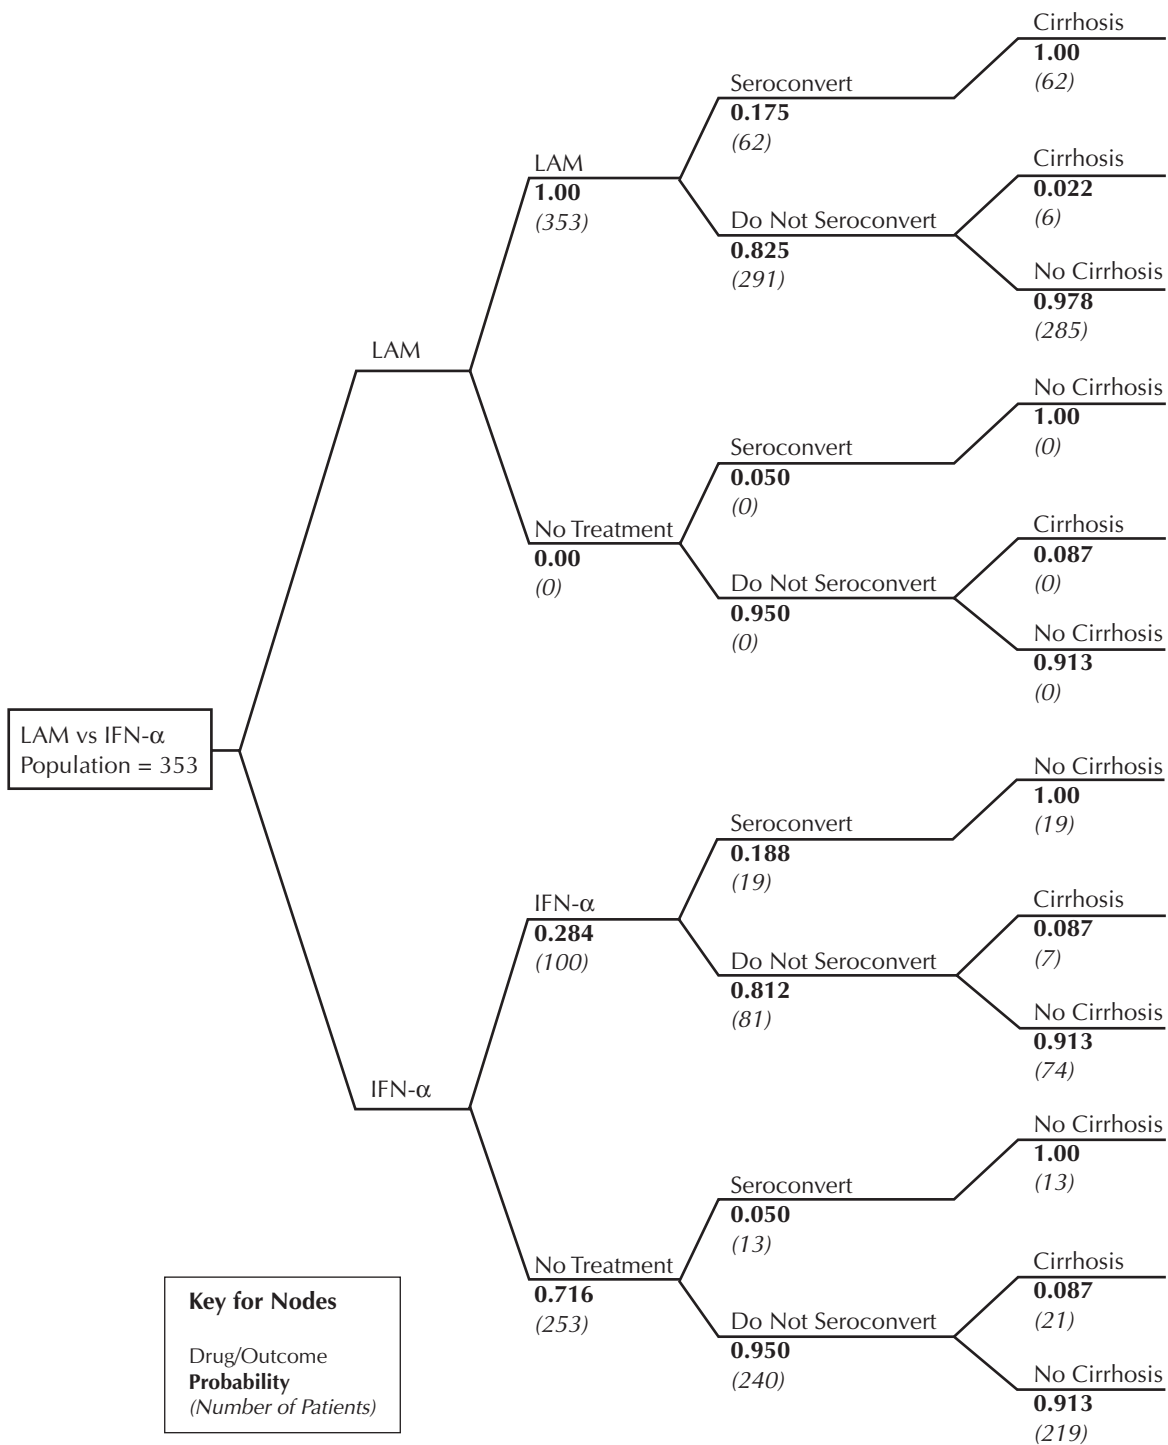 Cirrhosis
1.00
(62)
Seroconvert
0.175
(62)
Cirrhosis
0.022
(6)
LAM
1.00
(353)
Do Not Seroconvert
0.825
(291)
No Cirrhosis
0.978
(285)
LAM
No Cirrhosis
1.00
(0)
Seroconvert
0.050
(0)
No Treatment
0.00
(0)
Cirrhosis
0.087
(0)
Do Not Seroconvert
0.950
(0)
No Cirrhosis
0.913
(0)
LAM vs IFN-α
Population = 353
No Cirrhosis
1.00
(19)
Seroconvert
0.188
(19)
IFN-α
0.284
(100)
Cirrhosis
0.087
(7)
Do Not Seroconvert
0.812
(81)
No Cirrhosis
0.913
(74)
IFN-α
No Cirrhosis
1.00
(13)
Seroconvert
0.050
(13)
No Treatment
0.716
(253)
Cirrhosis
0.087
(21)
Do Not Seroconvert
0.950
(240)
No Cirrhosis
0.913
(219)
Key for Nodes
Drug/Outcome
Probability
(Number of Patients)